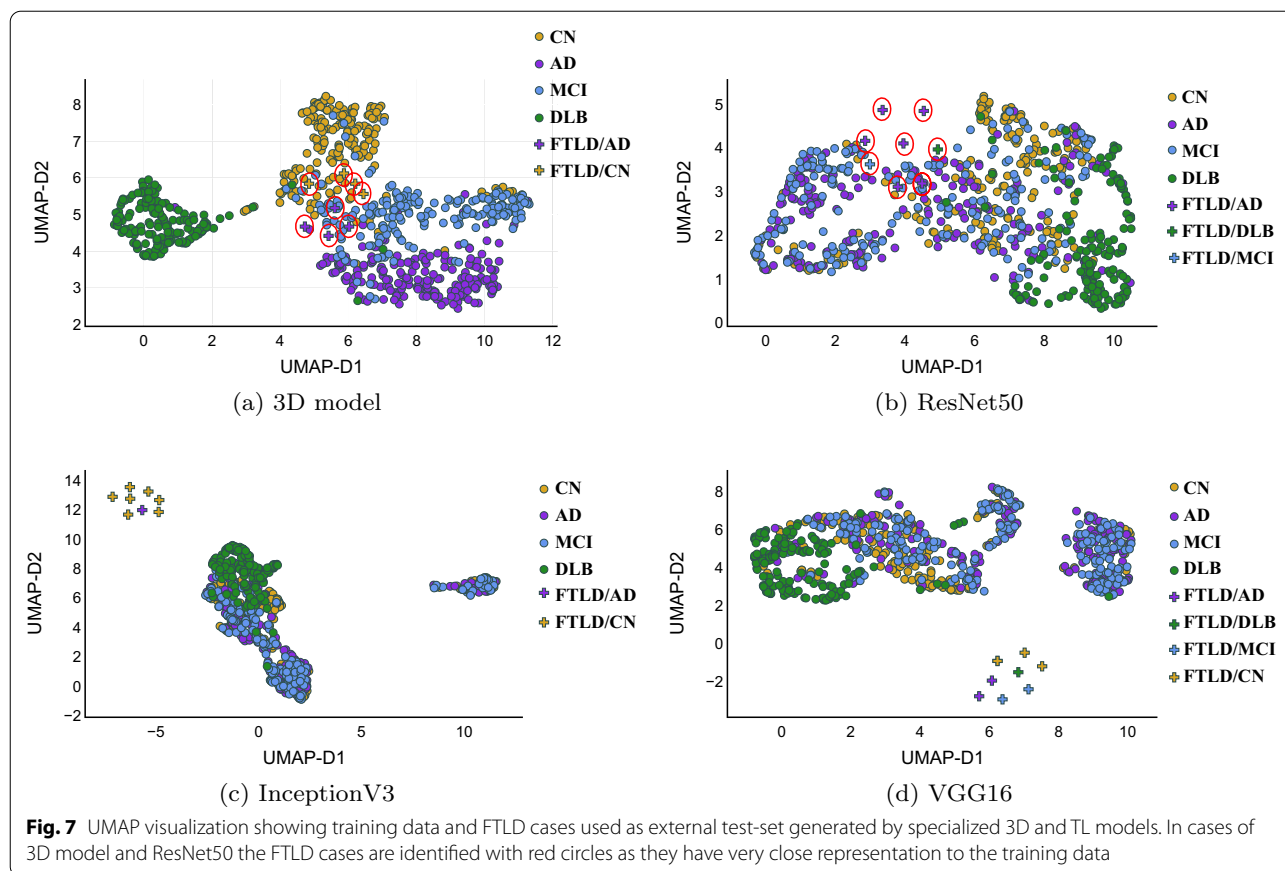 CN
AD
MCI
DLB
FTLD/AD
FTLD/CN
8
7
6
5
4
3
2
UMAP-D2
0 2 4 6 8 10 12
UMAP-D1
(a) 3D model
CN
AD
MCI
DLB
FTLD/AD
FTLD/DLB
FTLD/MCI
5
4
3
2
1
0
UMAP-D2
0 2 4 6 8 10
UMAP-D1
(b) ResNet50
CN
AD
MCI
DLB
FTLD/AD
FTLD/CN
14
12
10
8
6
4
2
0
−2
UMAP-D2
−5 0 5 10
UMAP-D1
(c) InceptionV3
CN
AD
MCI
DLB
FTLD/AD
FTLD/DLB
FTLD/MCI
FTLD/CN
8
6
4
2
0
−2
UMAP-D2
0 2 4 6 8 10
UMAP-D1
(d) VGG16
Fig. 7 UMAP visualization showing training data and FTLD cases used as external test-set generated by specialized 3D and TL models. In cases of
3D model and ResNet50 the FTLD cases are identified with red circles as they have very close representation to the training data